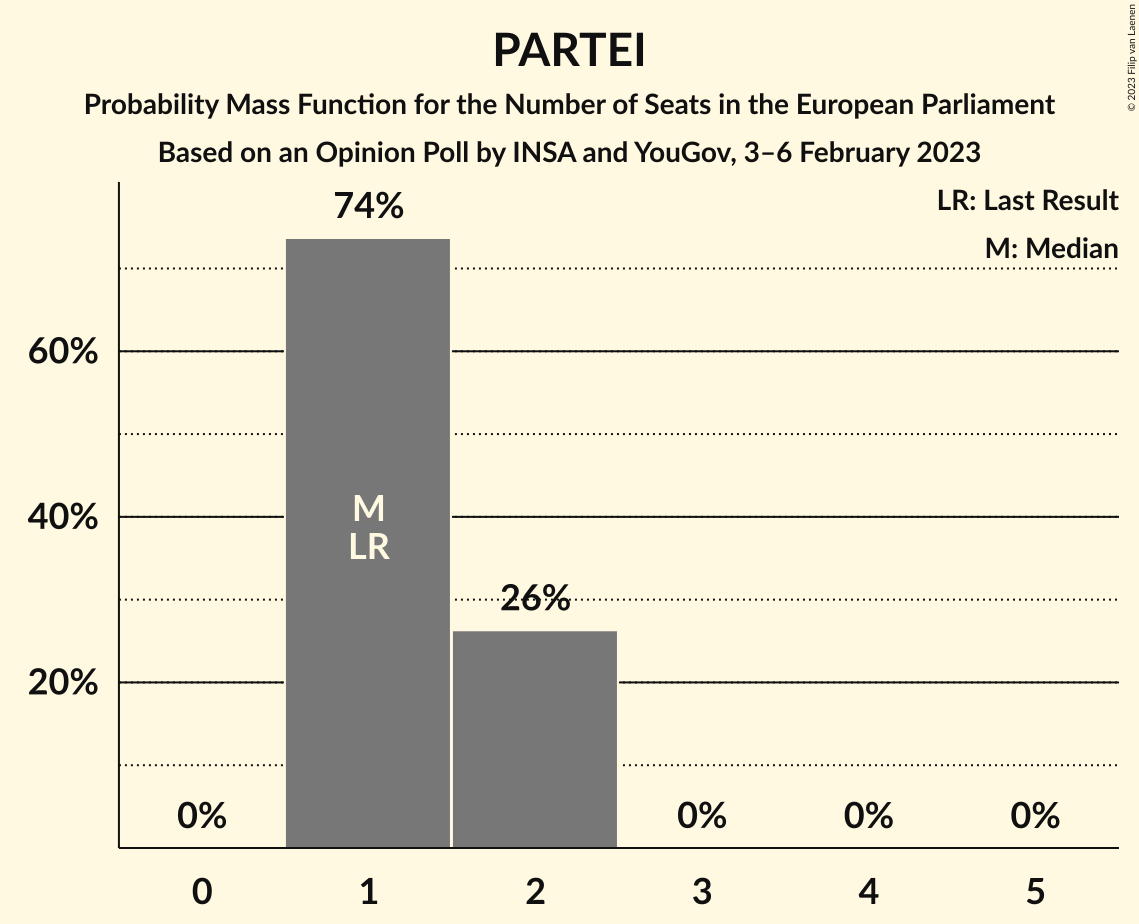 PARTEI
Probability Mass Function for the Number of Seats in the European Parliament
Based on an Opinion Poll by INSA and YouGov, 3–6 February 2023
© 2023 Filip van Laenen
LR: Last Result
M: Median
74%
60%
40%
20%
M
LR
26%
0%
0%
0%
0%
0
1
2
3
4
5